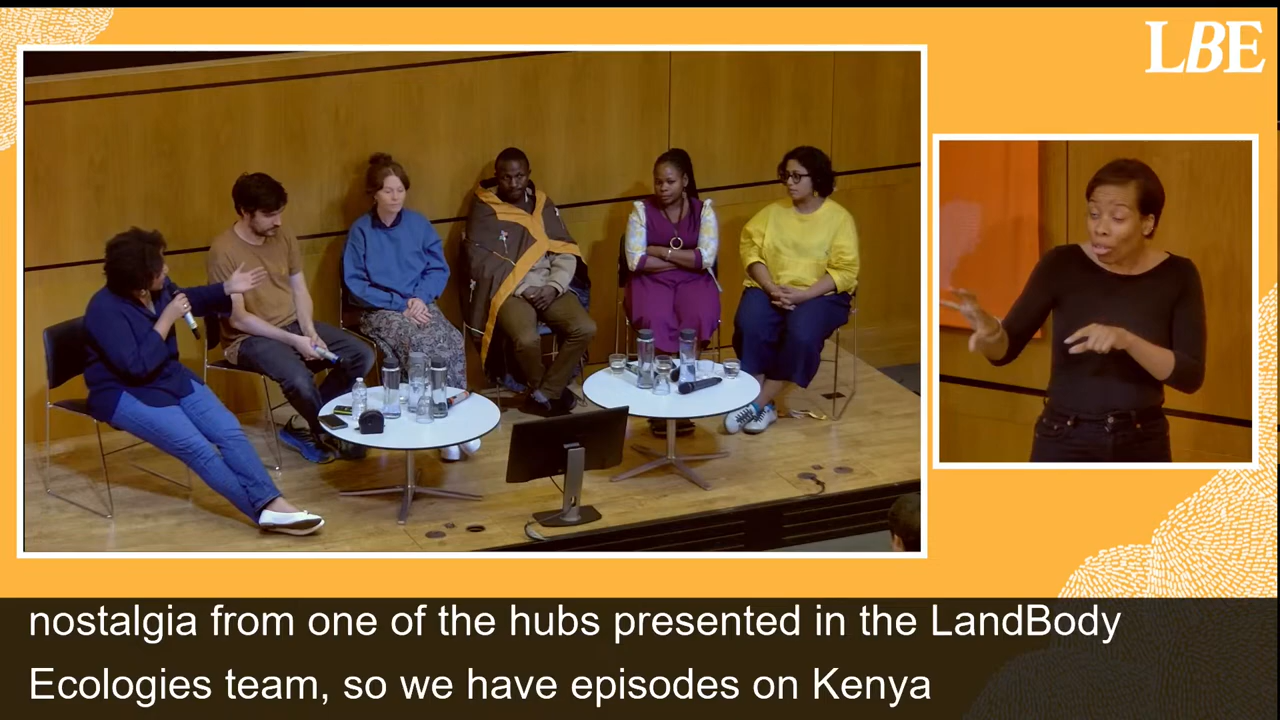 LBE
nostalgia from one of the hubs presented in the LandBody
Ecologies team, so we have episodes on Kenya